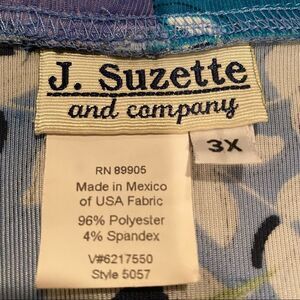 J. Suzette
and company
3X
RN 89905
Made in Mexico
of USA Fabric
96% Polyester
4% Spandex
V#6217550
Style 5057